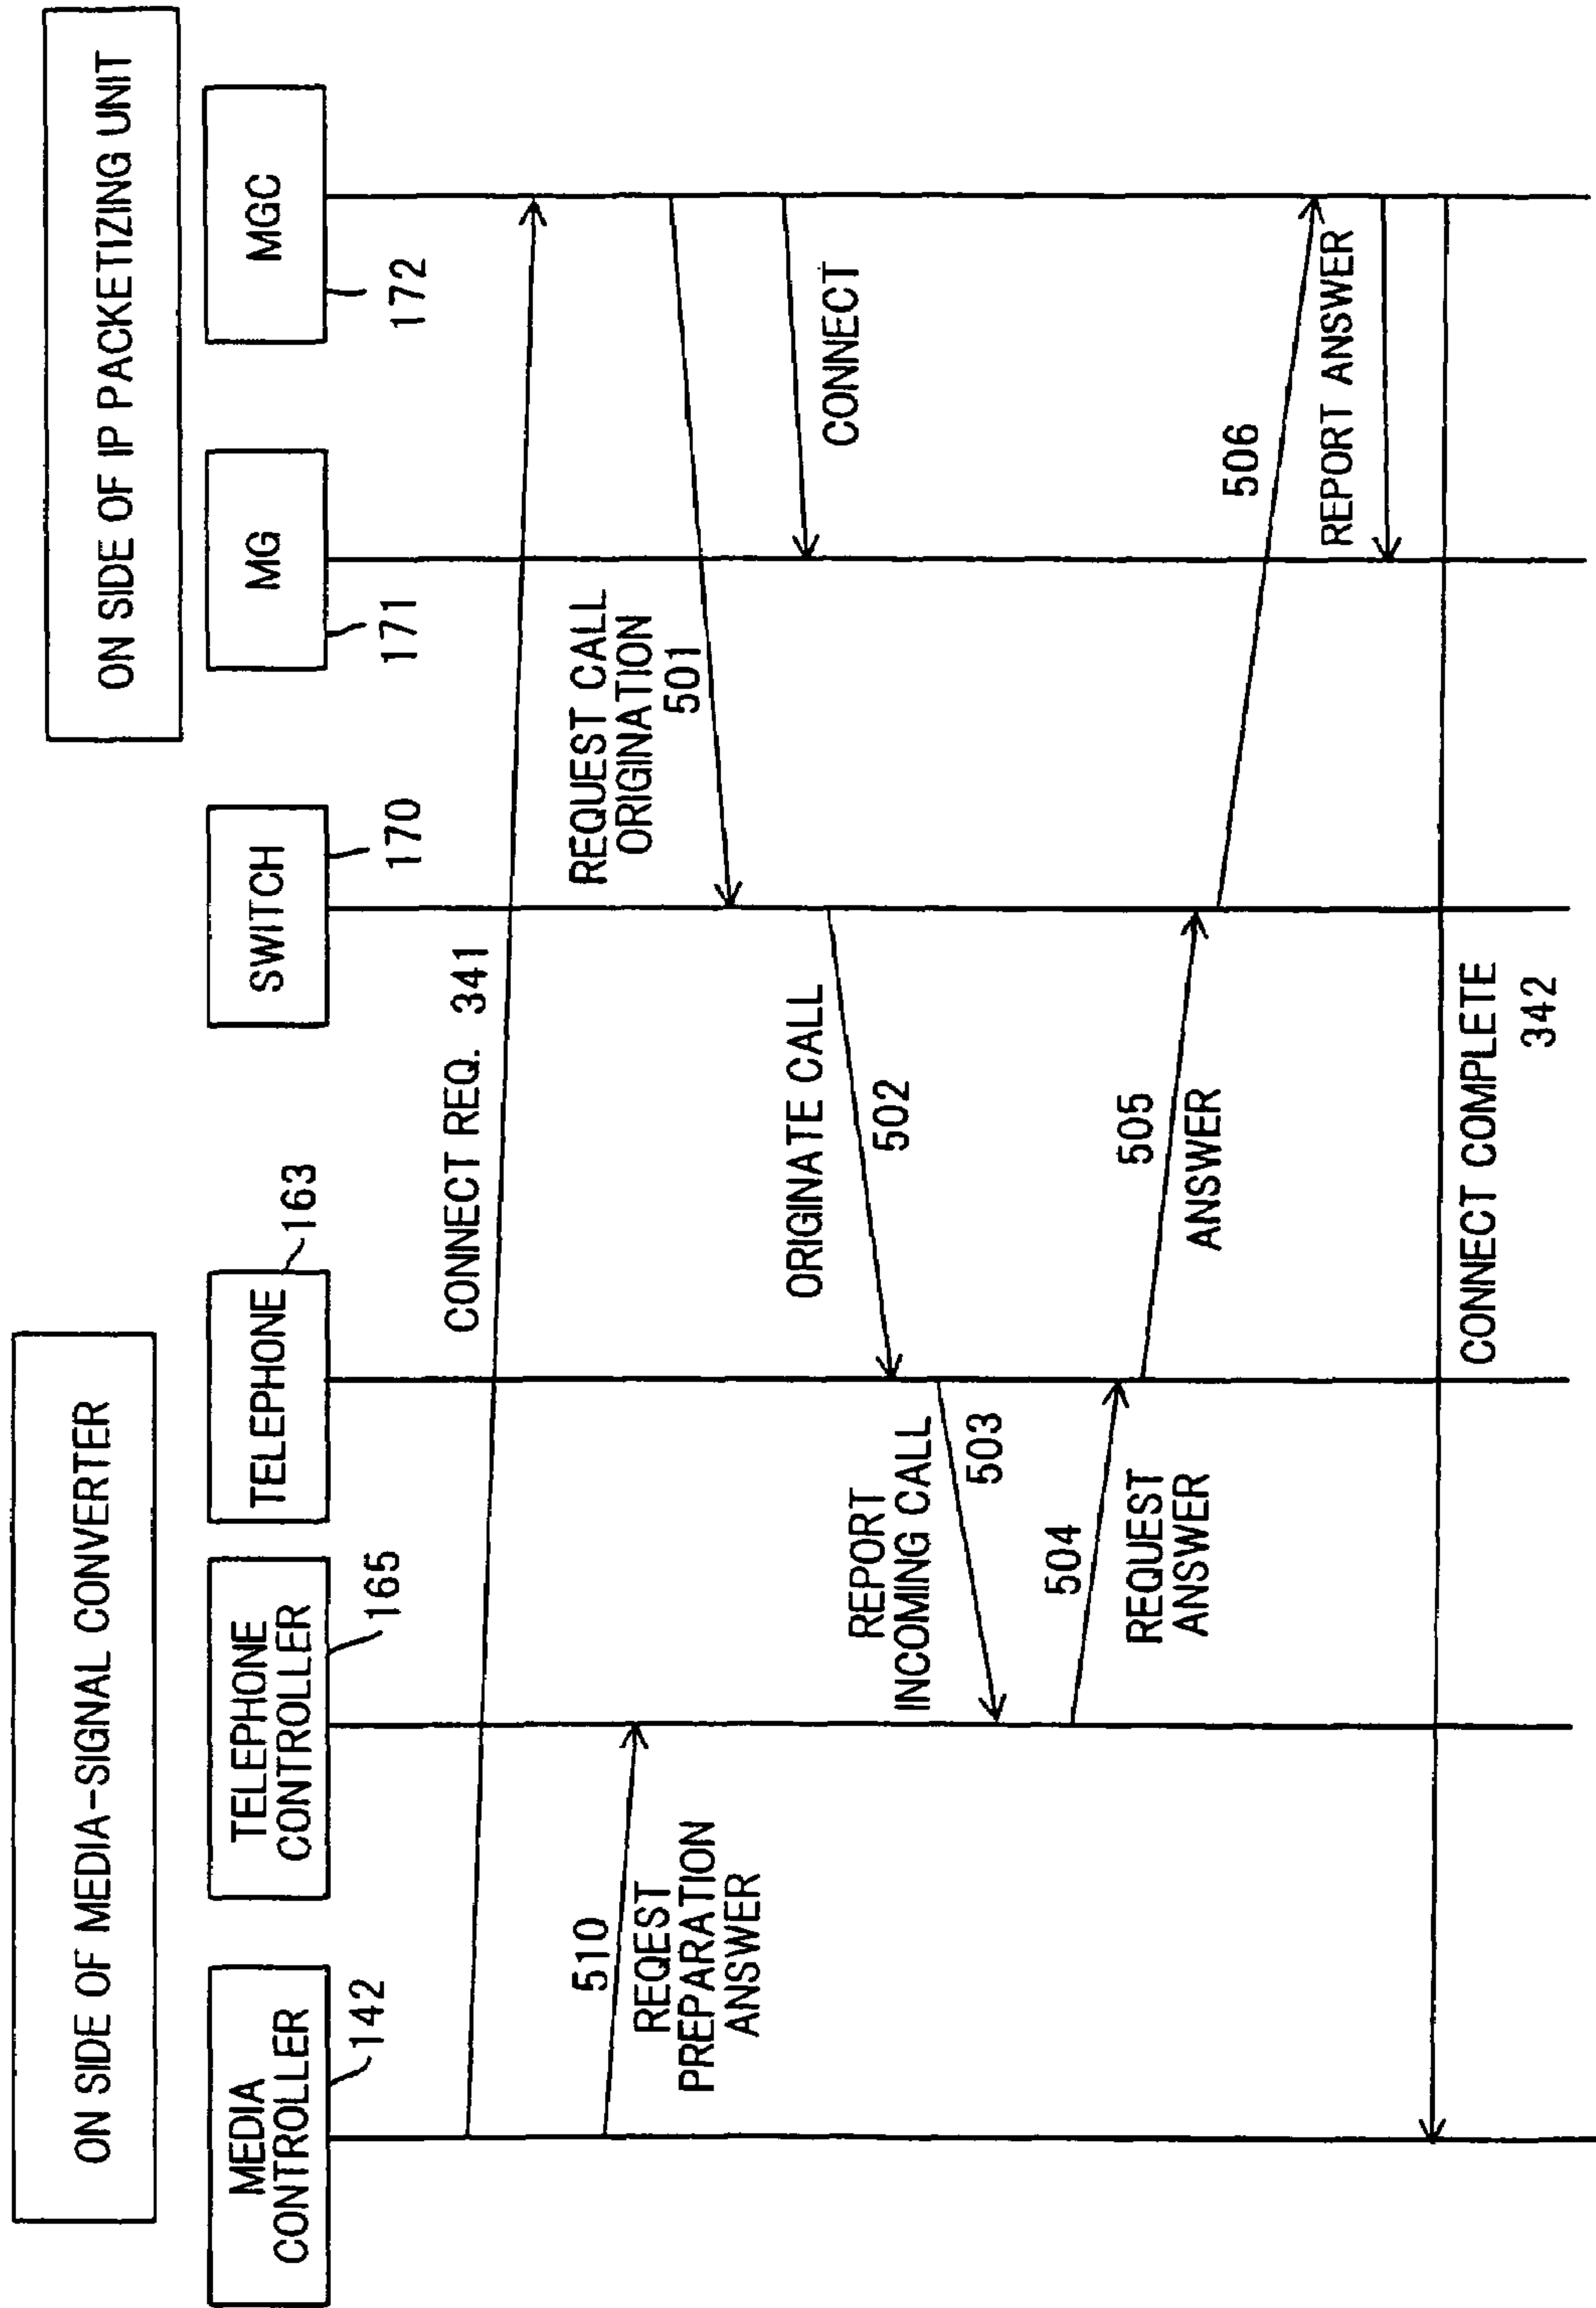 ON SIDE OF MEDIA-SIGNAL CONVERTER
ON SIDE OF IP PACKETIZING UNIT
MEDIA
CONTROLLER
142
TELEPHONE
CONTROLLER
165
TELEPHONE
163
SWITCH
170
MG
171
MGC
172
CONNECT REQ. 341
510
REQEST
PREPARATION
ANSWER
REQUEST CALL
ORIGINATION
501
CONNECT
ORIGINATE CALL
502
REPORT
INCOMING CALL
503
504
REQUEST
ANSWER
505
ANSWER
506
REPORT ANSWER
CONNECT COMPLETE
342